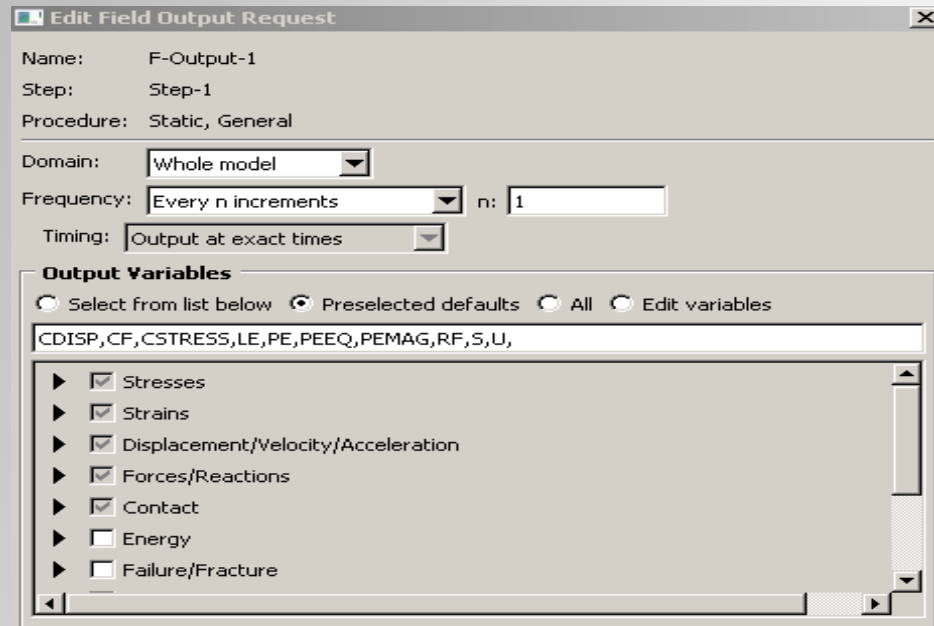 Edit Field Output Request
Name: F-Output-1
Step: Step-1
Procedure: Static, General
Domain: Whole model
Frequency: Every n increments n: 1
Timing: Output at exact times
Output Variables
Select from list below Preselected defaults All Edit variables
CDISP,CF,CSTRESS,LE,PE,PEEQ,PEMAG,RF,S,U,
Stresses
Strains
Displacement/Velocity/Acceleration
Forces/Reactions
Contact
Energy
Failure/Fracture